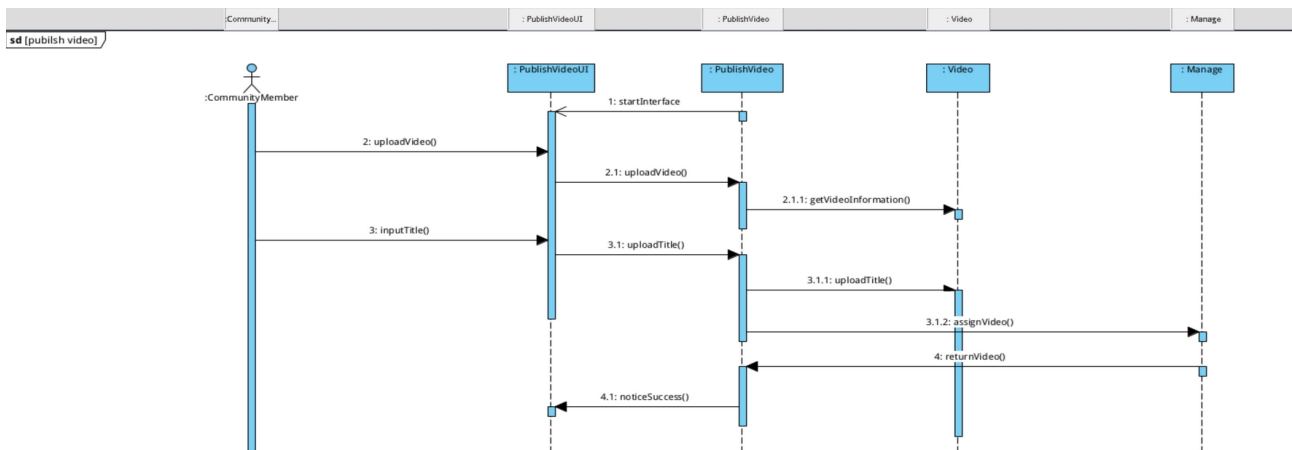 :Community...
: PublishVideoUI
: PublishVideo
: Video
: Manage
sd [pubilsh video]
: PublishVideoUI
: PublishVideo
: Video
: Manage
:CommunityMember
1: startInterface
2: uploadVideo()
2.1: uploadVideo()
2.1.1: getVideoInformation()
3: inputTitle()
3.1: uploadTitle()
3.1.1: uploadTitle()
3.1.2: assignVideo()
4: returnVideo()
4.1: noticeSuccess()